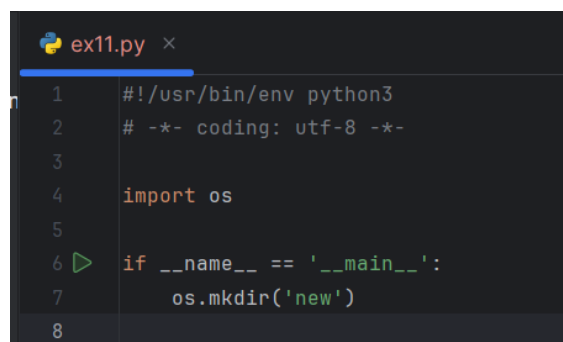 ex11.py ×
1 #!/usr/bin/env python3
2 # -*- coding: utf-8 -*-
3
4 import os
5
6 if __name__ == '__main__':
7 os.mkdir('new')
8